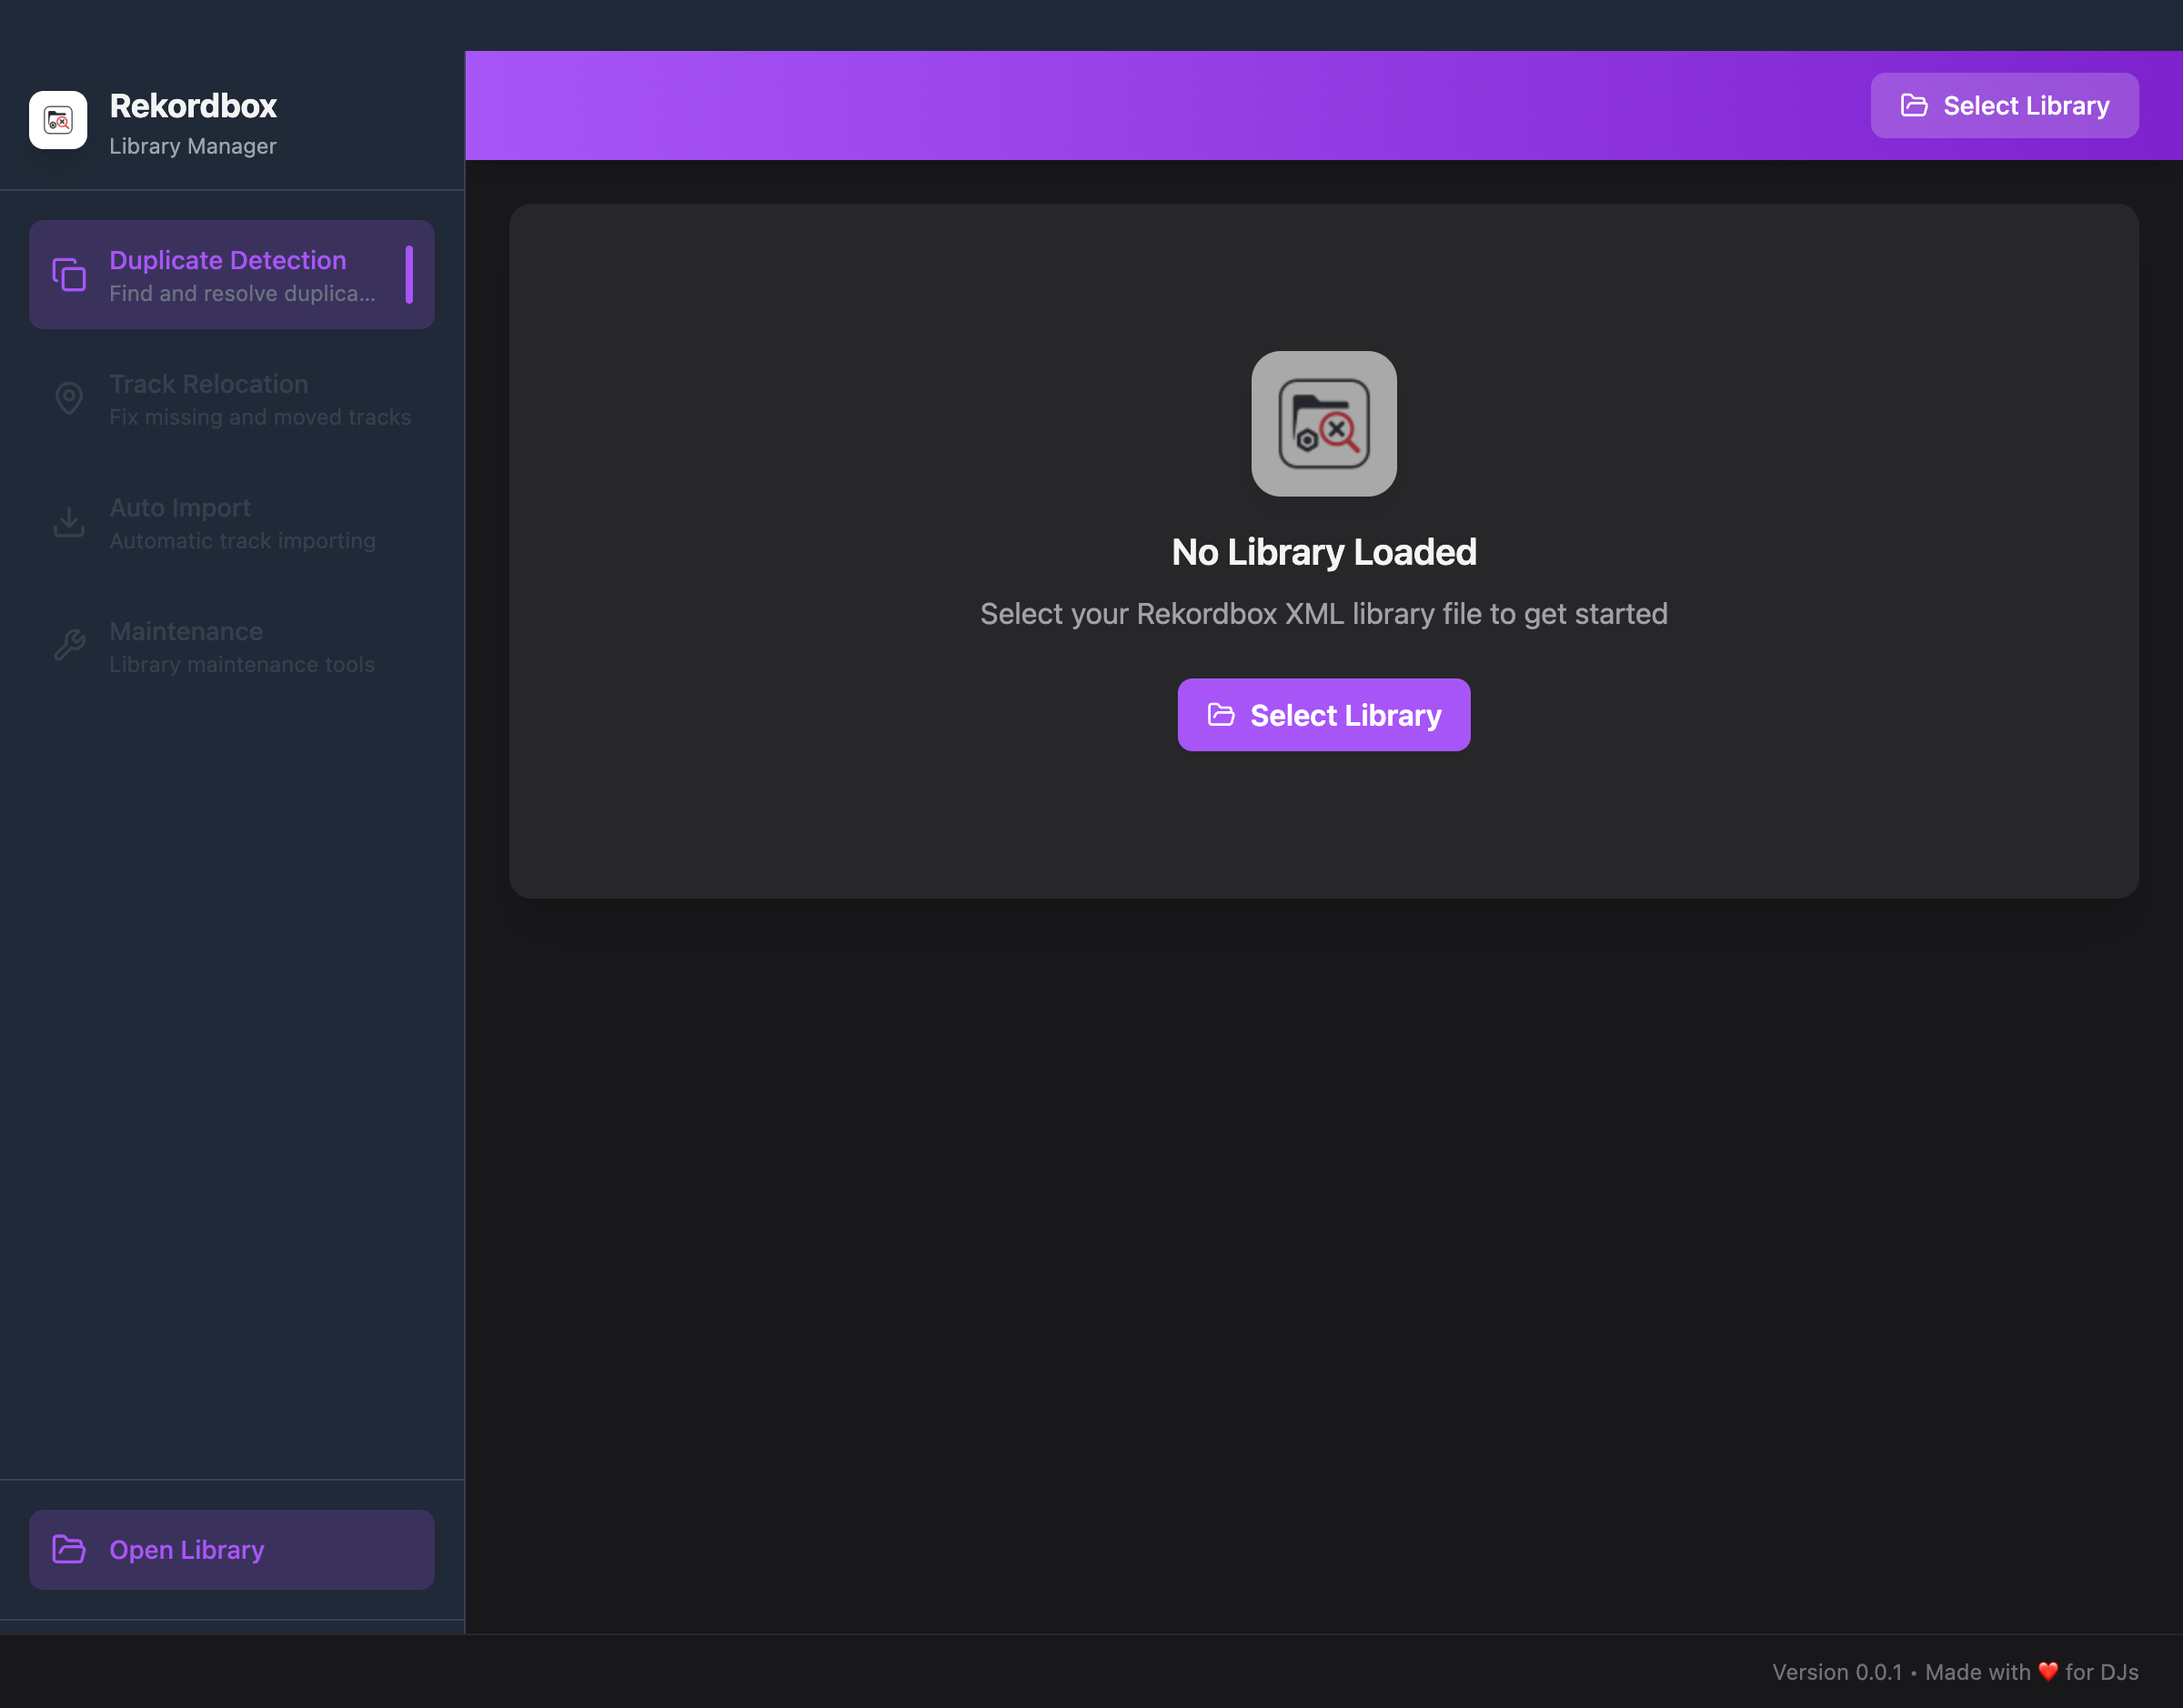 Rekordbox
Library Manager
Select Library
Duplicate Detection
Find and resolve duplica...
Track Relocation
Fix missing and moved tracks
Auto Import
Automatic track importing
Maintenance
Library maintenance tools
No Library Loaded
Select your Rekordbox XML library file to get started
Select Library
Open Library
Version 0.0.1 • Made with ❤️ for DJs